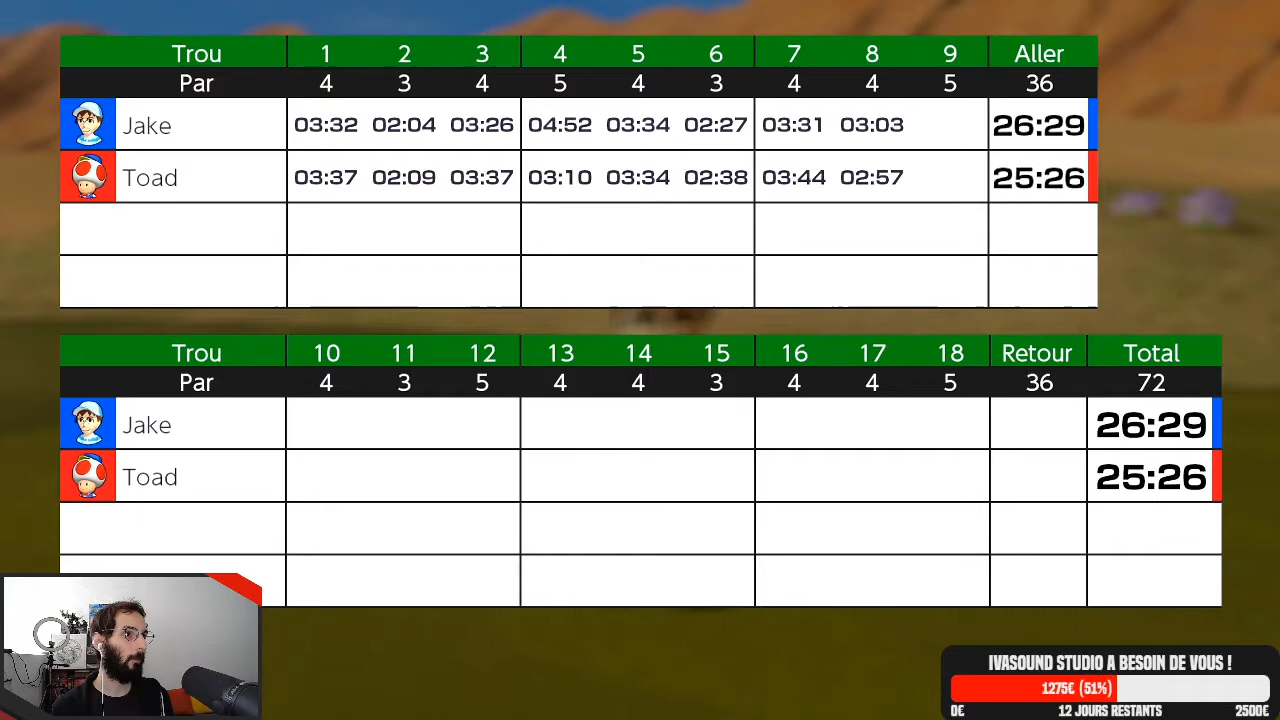 Trou 1 2 3 4 5 6 7 8 9 Aller
Par 4 3 4 5 4 3 4 4 5 36
Jake 03:32 02:04 03:26 04:52 03:34 02:27 03:31 03:03 26:29
Toad 03:37 02:09 03:37 03:10 03:34 02:38 03:44 02:57 25:26
Trou 10 11 12 13 14 15 16 17 18 Retour Total
Par 4 3 5 4 4 3 4 4 5 36 72
Jake 26:29
Toad 25:26
IVASOUND STUDIO A BESOIN DE VOUS !
1275€ (51%)
0€ 12 JOURS RESTANTS 2500€